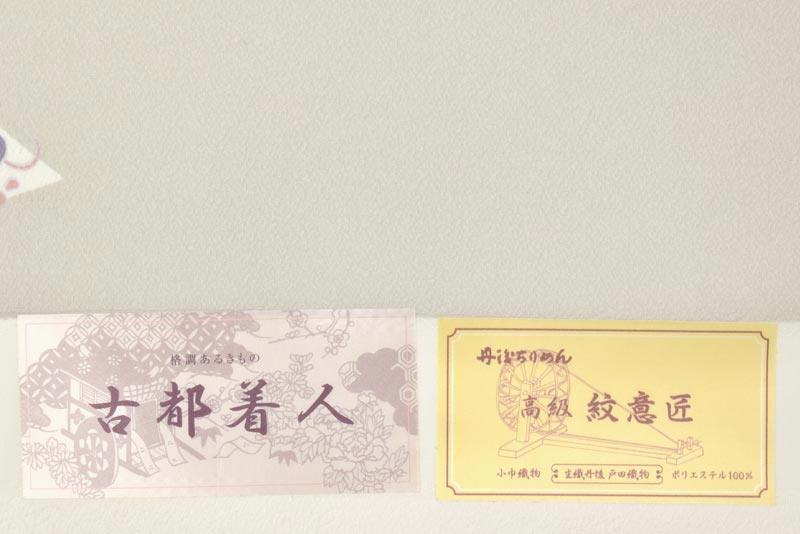 格調あるきもの
古都着人
丹後ちりめん
高級 紋意匠
小巾織物 生織丹後 戸田織物 ポリエステル100%